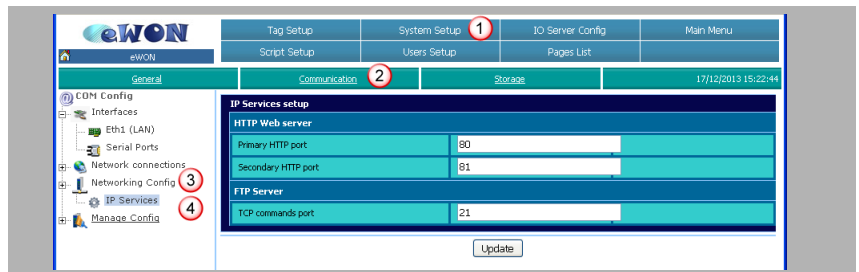 eWON
eWON
Tag Setup
System Setup
1
IO Server Config
Main Menu
Script Setup
Users Setup
Pages List
General
Communication
2
Storage
17/12/2013 15:22:44
COM Config
Interfaces
Eth1 (LAN)
Serial Ports
Network connections
Networking Config
3
IP Services
4
Manage Config
IP Services setup
HTTP Web server
Primary HTTP port
80
Secondary HTTP port
81
FTP Server
TCP commands port
21
Update